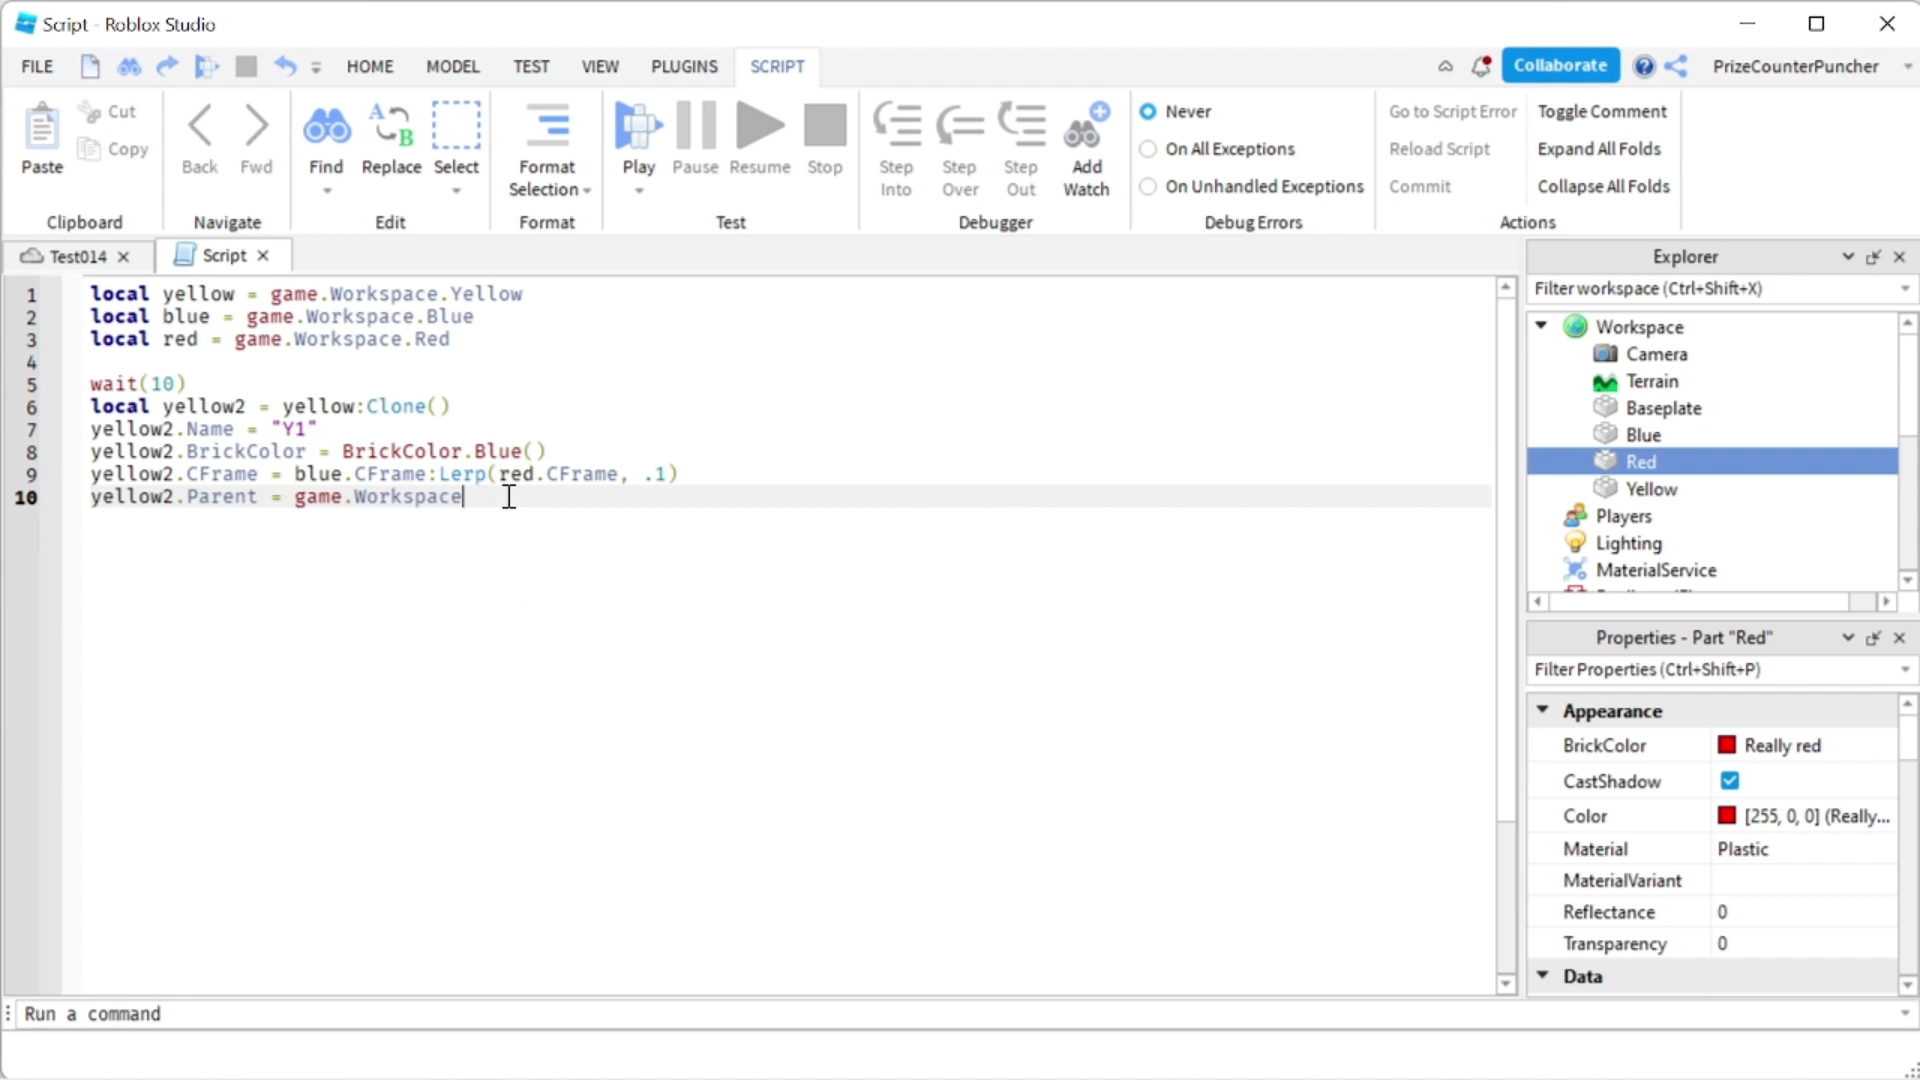 Script - Roblox Studio
FILE HOME MODEL TEST VIEW PLUGINS SCRIPT Collaborate PrizeCounterPuncher
Paste Cut Copy
Clipboard
Back Fwd
Navigate
Find Replace Select
Edit
Format Selection
Format
Play Pause Resume Stop
Test
Step Into Step Over Step Out Add Watch
Debugger
Never
On All Exceptions
On Unhandled Exceptions
Debug Errors
Go to Script Error Toggle Comment
Reload Script Expand All Folds
Commit Collapse All Folds
Actions
Test014 Script
1 local yellow = game.Workspace.Yellow
2 local blue = game.Workspace.Blue
3 local red = game.Workspace.Red
4
5 wait(10)
6 local yellow2 = yellow:Clone()
7 yellow2.Name = "Y1"
8 yellow2.BrickColor = BrickColor.Blue()
9 yellow2.CFrame = blue.CFrame:Lerp(red.CFrame, .1)
10 yellow2.Parent = game.Workspace
Explorer
Filter workspace (Ctrl+Shift+X)
Workspace
Camera
Terrain
Baseplate
Blue
Red
Yellow
Players
Lighting
MaterialService
Properties - Part "Red"
Filter Properties (Ctrl+Shift+P)
Appearance
BrickColor Really red
CastShadow
Color [255, 0, 0] (Really...
Material Plastic
MaterialVariant
Reflectance 0
Transparency 0
Data
Run a command